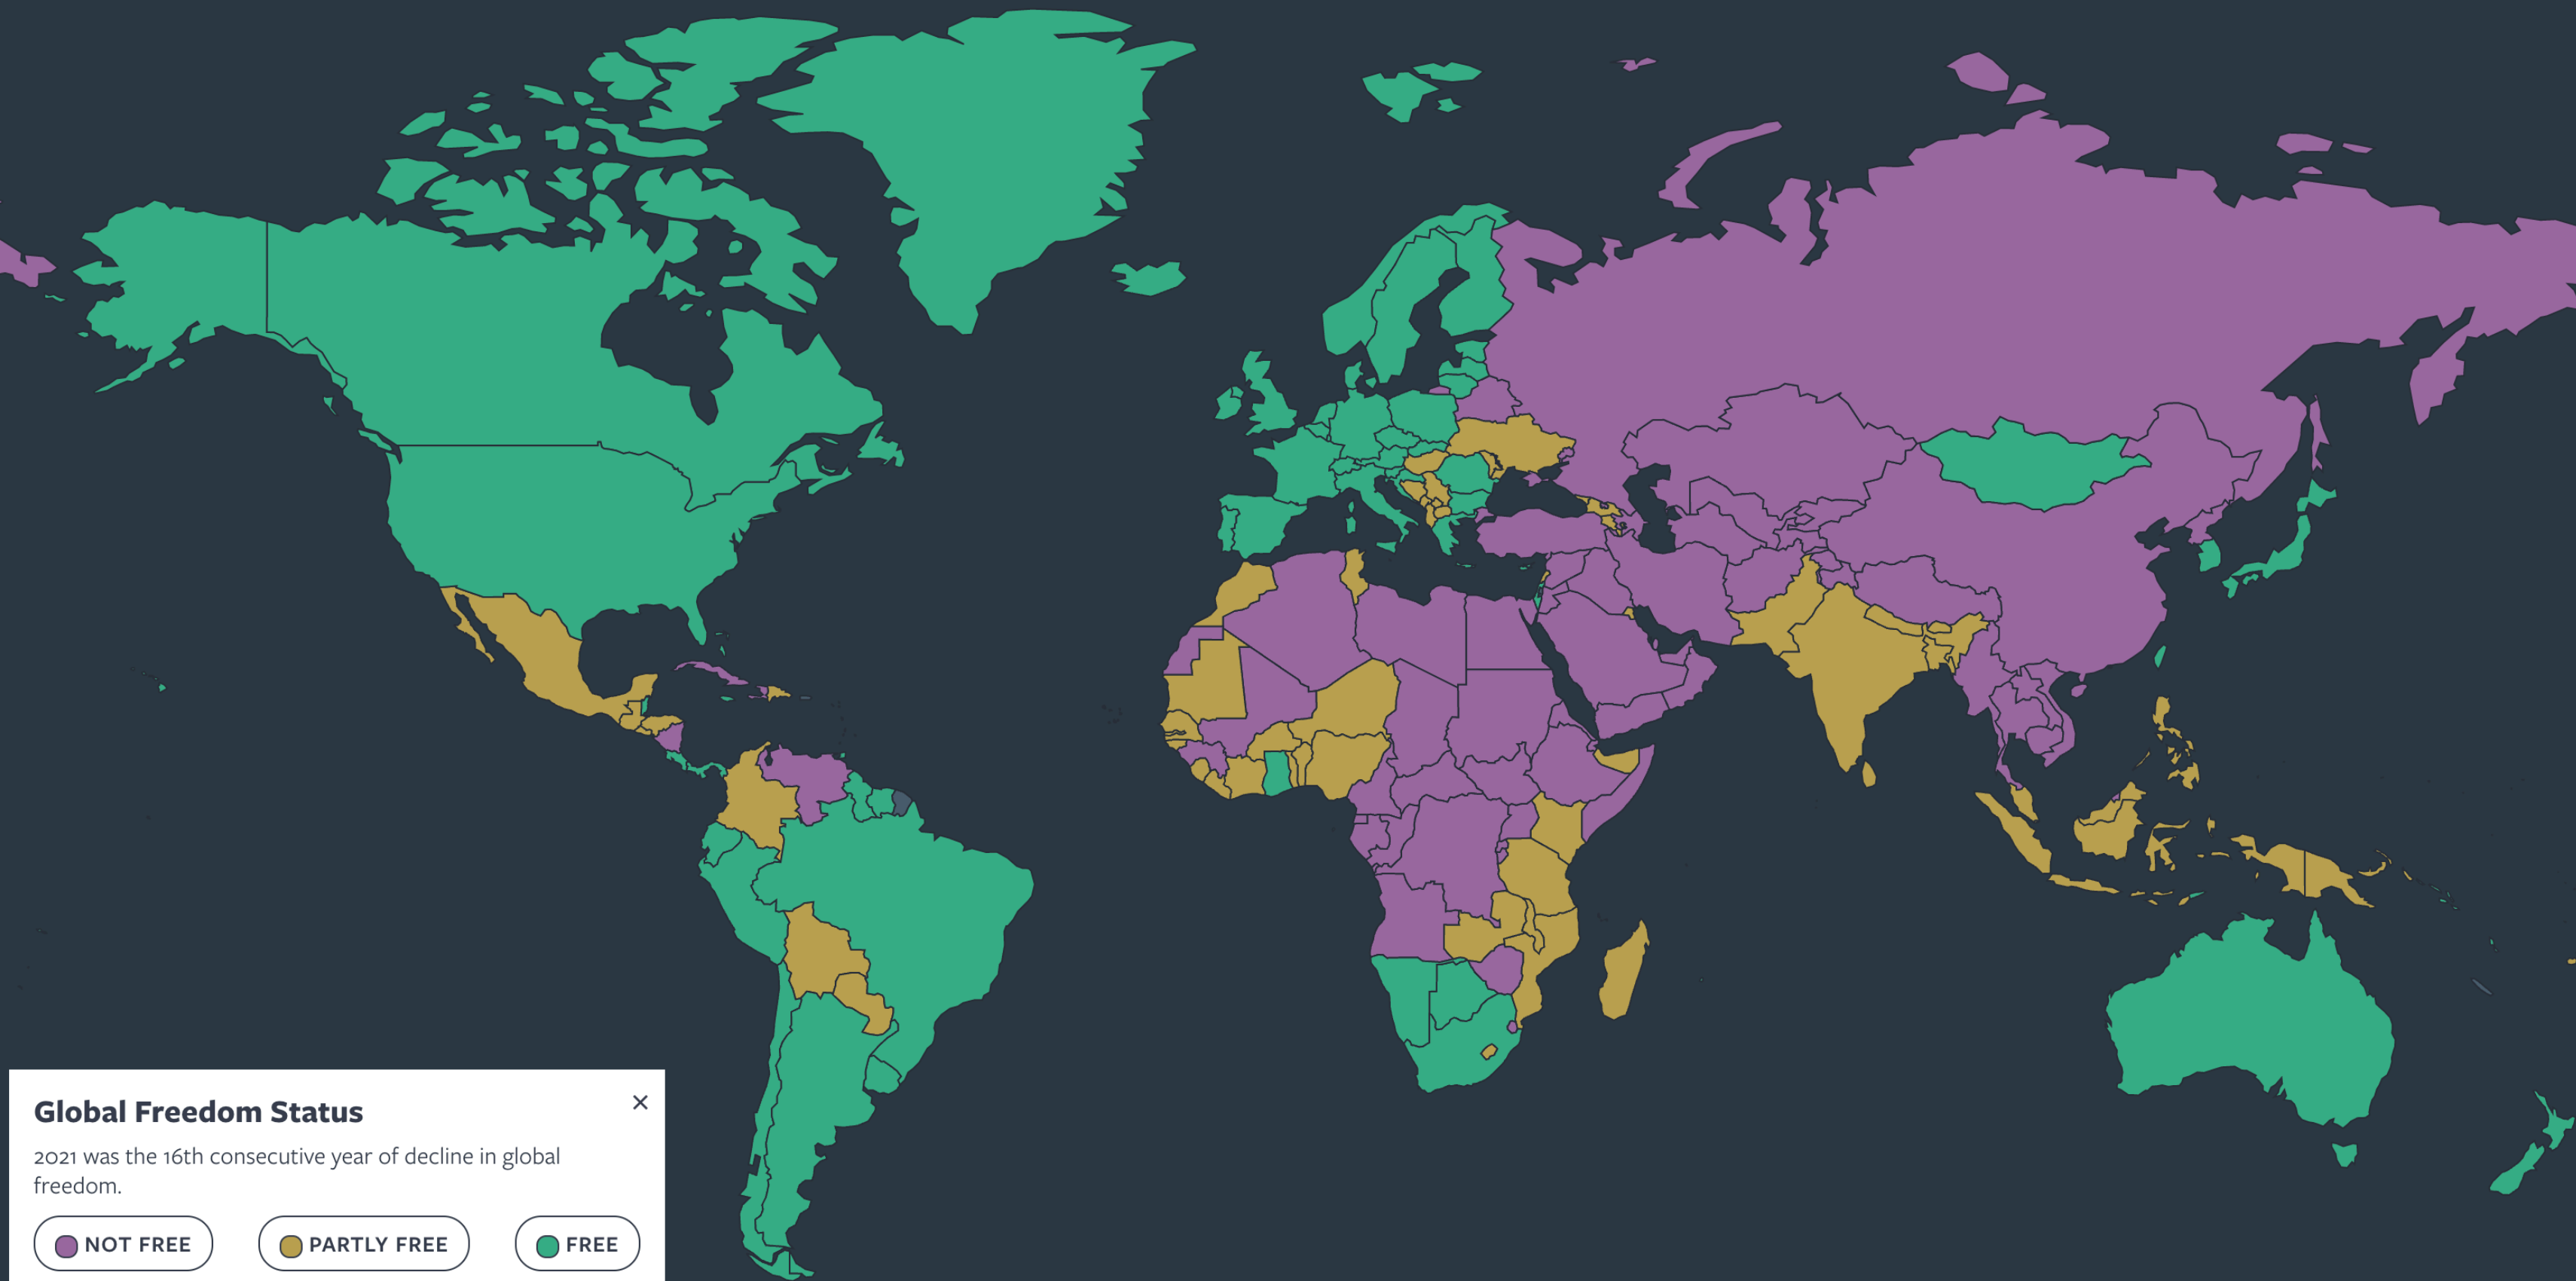 Global Freedom Status
2021 was the 16th consecutive year of decline in global
freedom.
NOT FREE
PARTLY FREE
FREE